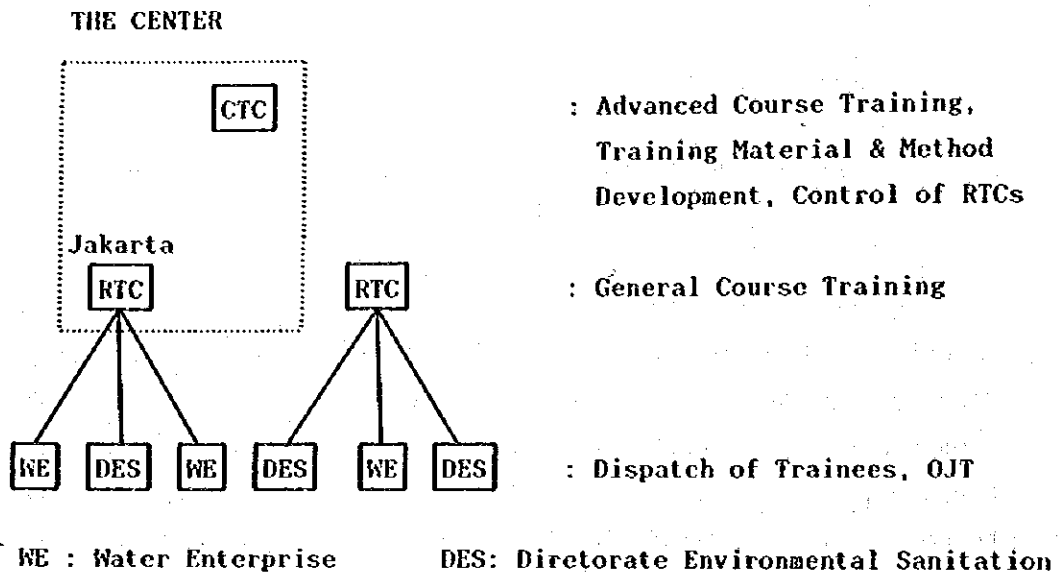 THE CENTER
CTC
: Advanced Course Training,
Training Material & Method
Development, Control of RTCs
Jakarta
RTC RTC : General Course Training
WE DES WE DES WE DES : Dispatch of Trainees, OJT
WE : Water Enterprise DES: Diretorate Environmental Sanitation